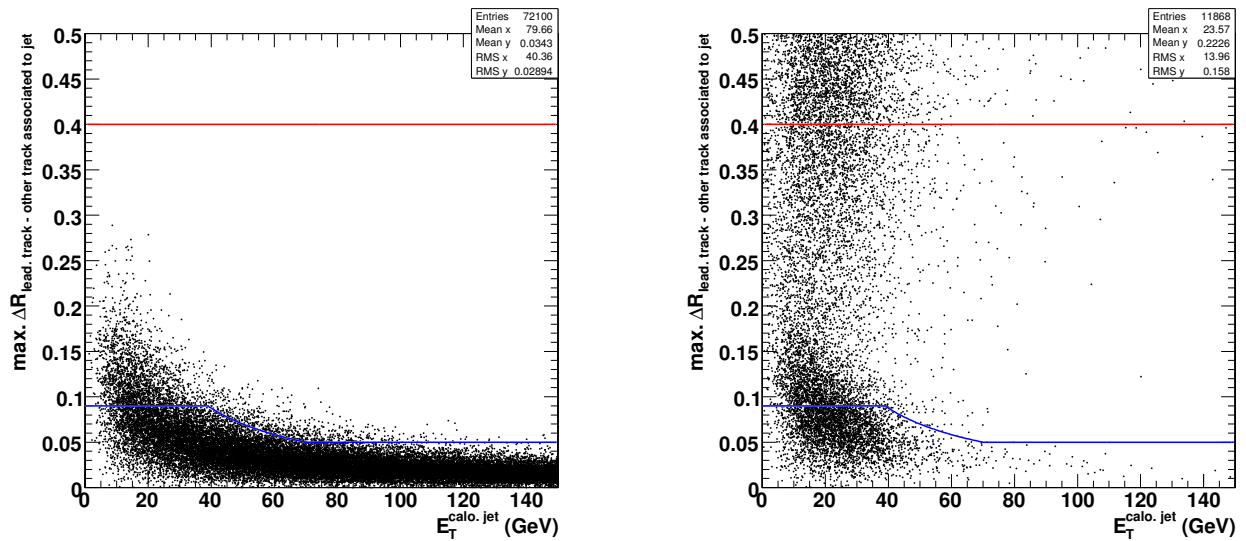 Entries 72100
Mean x 79.66
Mean y 0.0343
RMS x 40.36
RMS y 0.02894
max. ΔR lead. track - other track associated to jet
0.5
0.45
0.4
0.35
0.3
0.25
0.2
0.15
0.1
0.05
0
0 20 40 60 80 100 120 140
E_T^calo. jet (GeV)
Entries 11868
Mean x 23.57
Mean y 0.2226
RMS x 13.96
RMS y 0.158
max. ΔR lead. track - other track associated to jet
0.5
0.45
0.4
0.35
0.3
0.25
0.2
0.15
0.1
0.05
0
0 20 40 60 80 100 120 140
E_T^calo. jet (GeV)